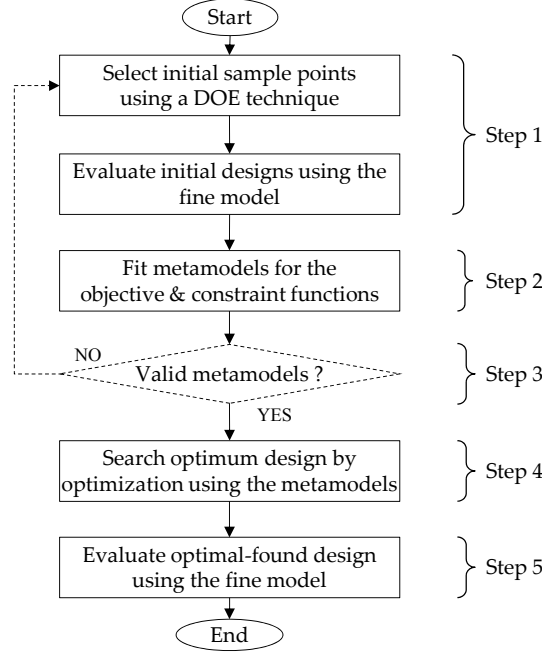 Start
Select initial sample points
using a DOE technique
Step 1
Evaluate initial designs using the
fine model
Fit metamodels for the
objective & constraint functions
Step 2
NO
Valid metamodels ?
Step 3
YES
Search optimum design by
optimization using the metamodels
Step 4
Evaluate optimal-found design
using the fine model
Step 5
End